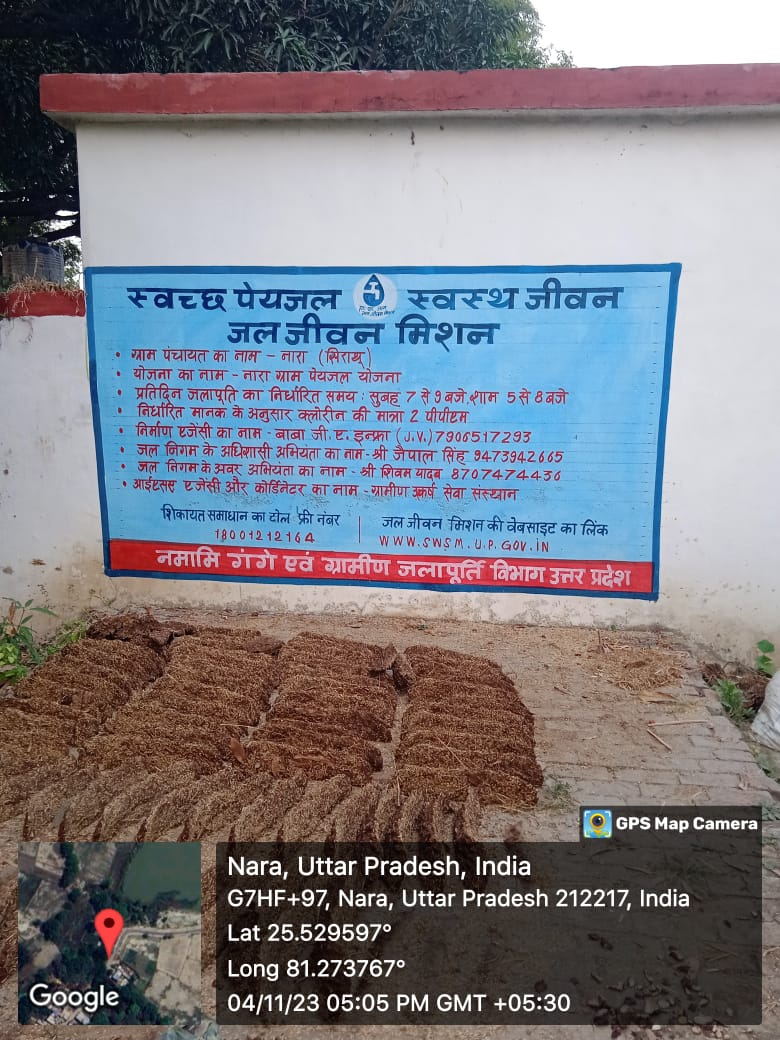 स्वच्छ पेयजल स्वस्थ जीवन
जल जीवन मिशन
• ग्राम पंचायत का नाम - नारा (सिराथू)
• योजना का नाम - नारा ग्राम पेयजल योजना
• प्रतिदिन जलापूर्ति का निर्धारित समय : सुबह 7 से 9 बजे, शाम 5 से 8 बजे
• निर्धारित मानक के अनुसार क्लोरीन की मात्रा 2 पीपीएम
• निर्माण एजेंसी का नाम - बाबा जी. ए. इन्फ्रा (J.V.) 7906517293
• जल निगम के अधिशासी अभियंता का नाम - श्री जैपाल सिंह 9473942665
• जल निगम के अवर अभियंता का नाम - श्री शिवम यादव 8707474436
• आईएसए एजेंसी और कोर्डिनेटर का नाम - ग्रामीण सेवा संस्थान
शिकायत समाधान का टोल फ्री नंबर
18001212164
जल जीवन मिशन की वेबसाइट का लिंक
WWW.SWSM.U.P.GOV.IN
नमामि गंगे एवं ग्रामीण जलापूर्ति विभाग उत्तर प्रदेश
GPS Map Camera
Nara, Uttar Pradesh, India
G7HF+97, Nara, Uttar Pradesh 212217, India
Lat 25.529597°
Long 81.273767°
04/11/23 05:05 PM GMT +05:30
Google